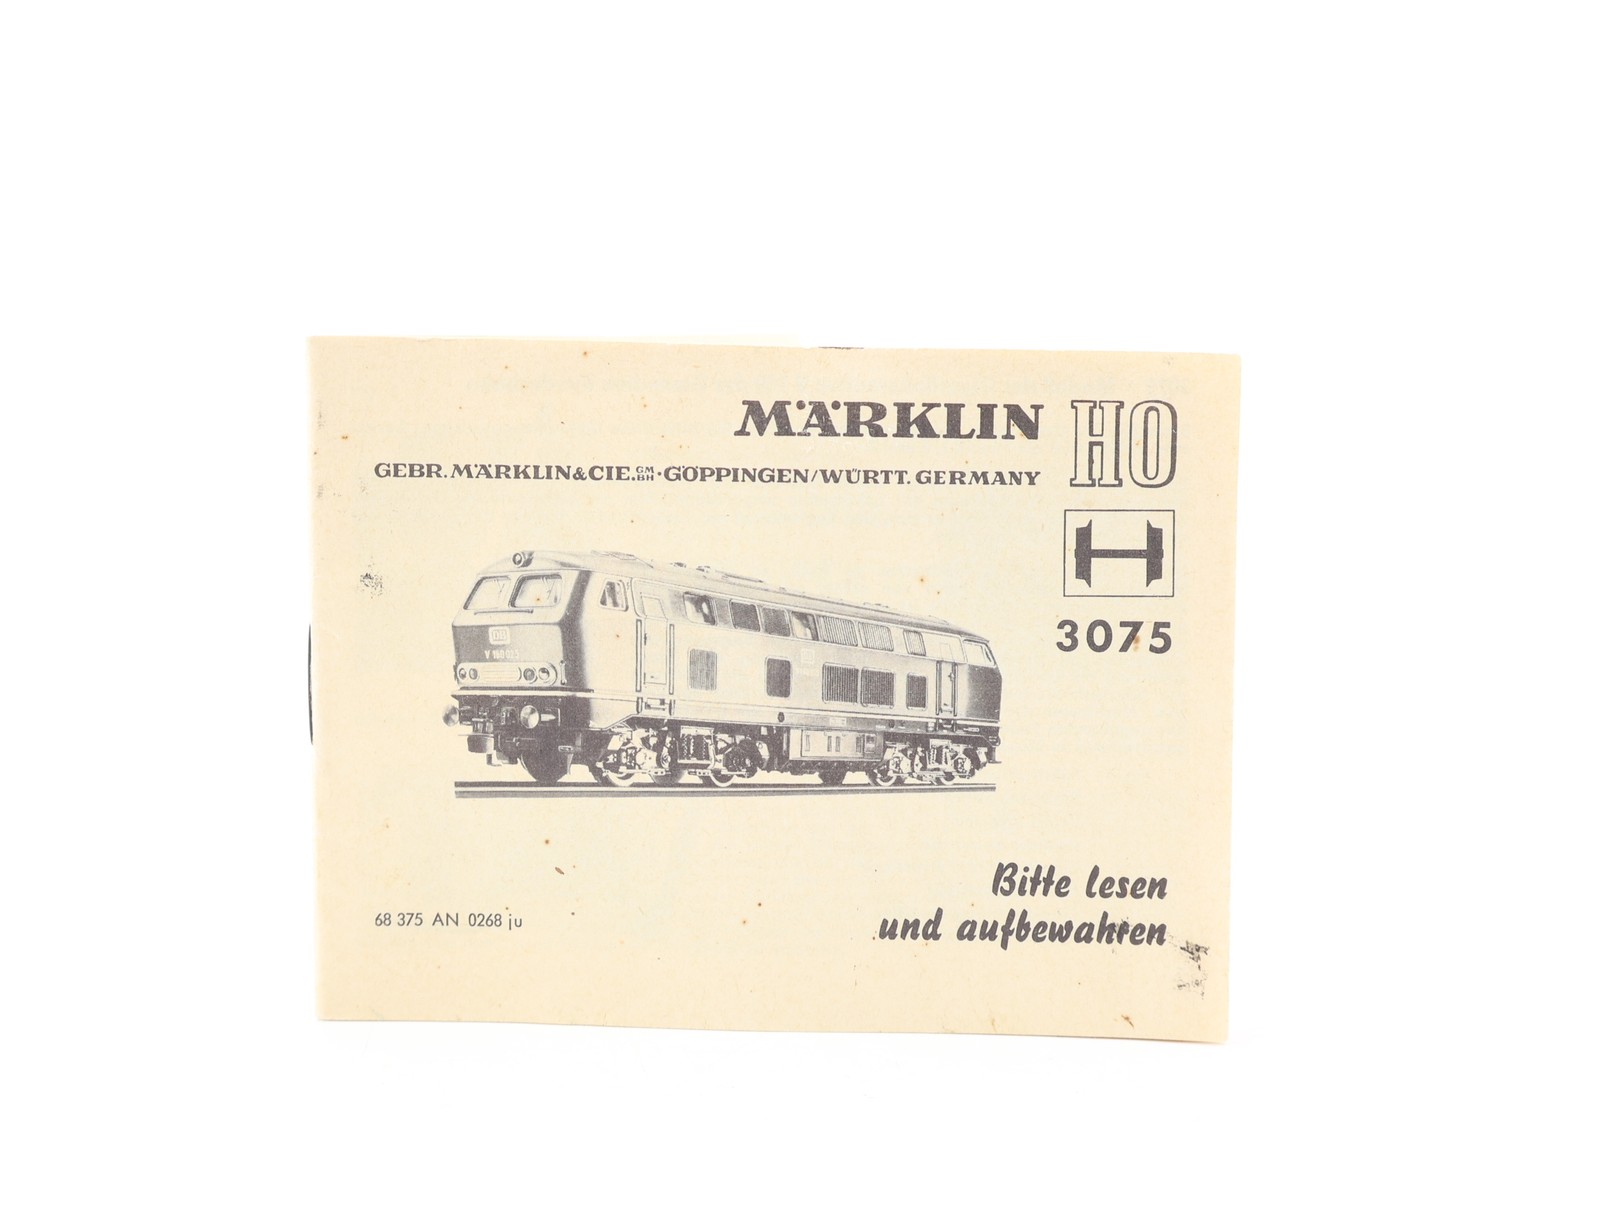 MÄRKLIN HO
GEBR. MÄRKLIN & CIE. GMBH · GÖPPINGEN/WÜRTT. GERMANY
3075
DB
Bitte lesen
und aufbewahren
68 375 AN 0268 ju